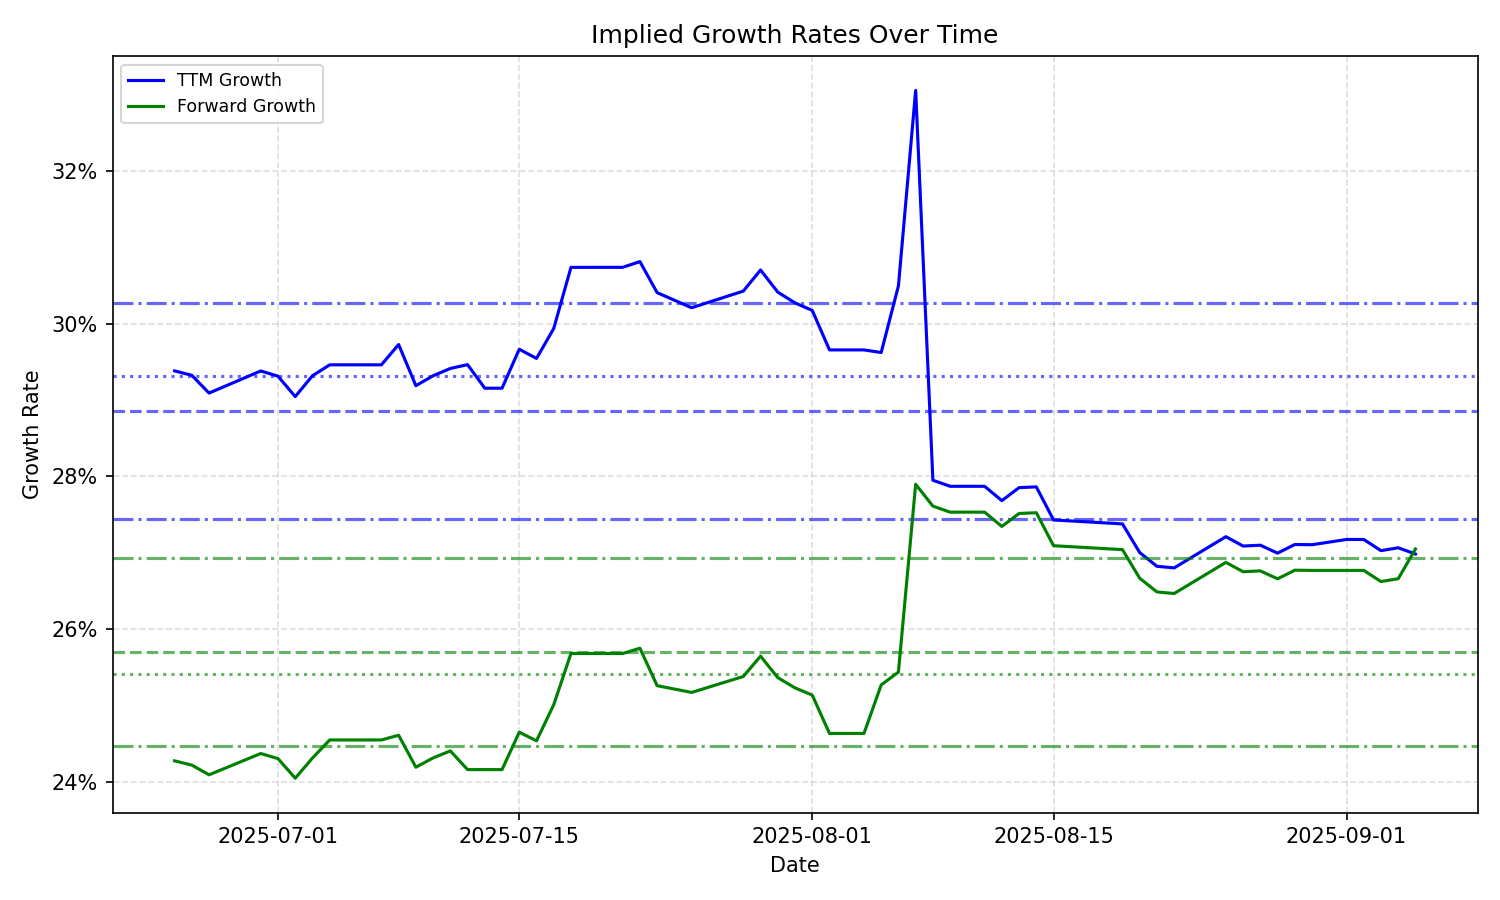 Implied Growth Rates Over Time
TTM Growth
Forward Growth
32%
30%
28%
26%
24%
Growth Rate
2025-07-01
2025-07-15
2025-08-01
2025-08-15
2025-09-01
Date